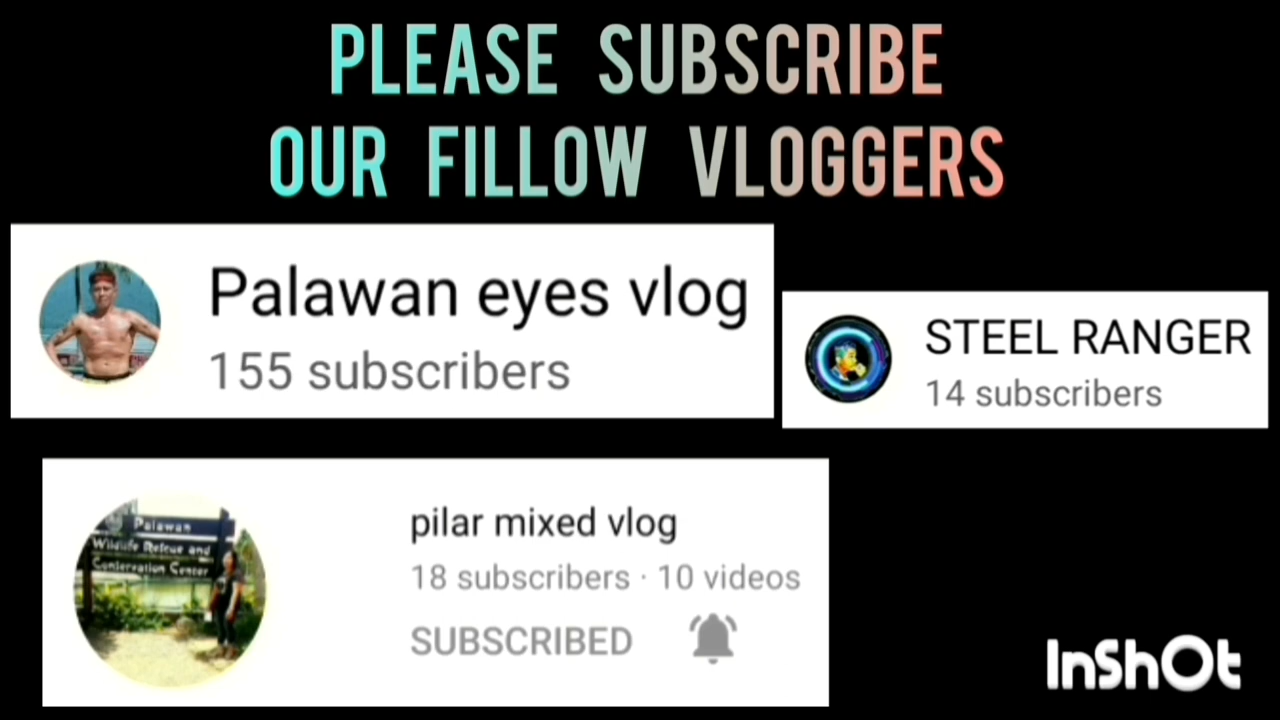 PLEASE SUBSCRIBE
OUR FILLOW VLOGGERS
Palawan eyes vlog
155 subscribers
STEEL RANGER
14 subscribers
Palawan
Wildlife Rescue and
Conservation Center
pilar mixed vlog
18 subscribers · 10 videos
SUBSCRIBED
InShOt